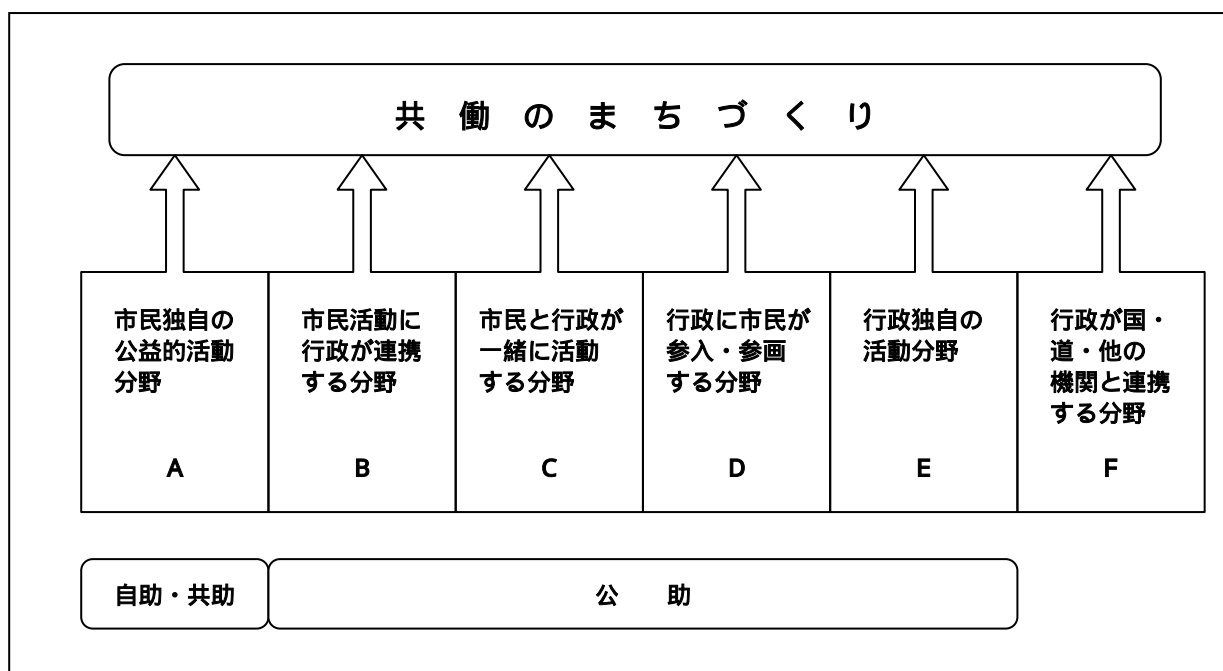 共働のまちづくり
市民独自の
公益的活動
分野
A
市民活動に
行政が連携
する分野
B
市民と行政が
一緒に活動
する分野
C
行政に市民が
参入・参画
する分野
D
行政独自の
活動分野
E
行政が国・
道・他の
機関と連携
する分野
F
自助・共助
公助